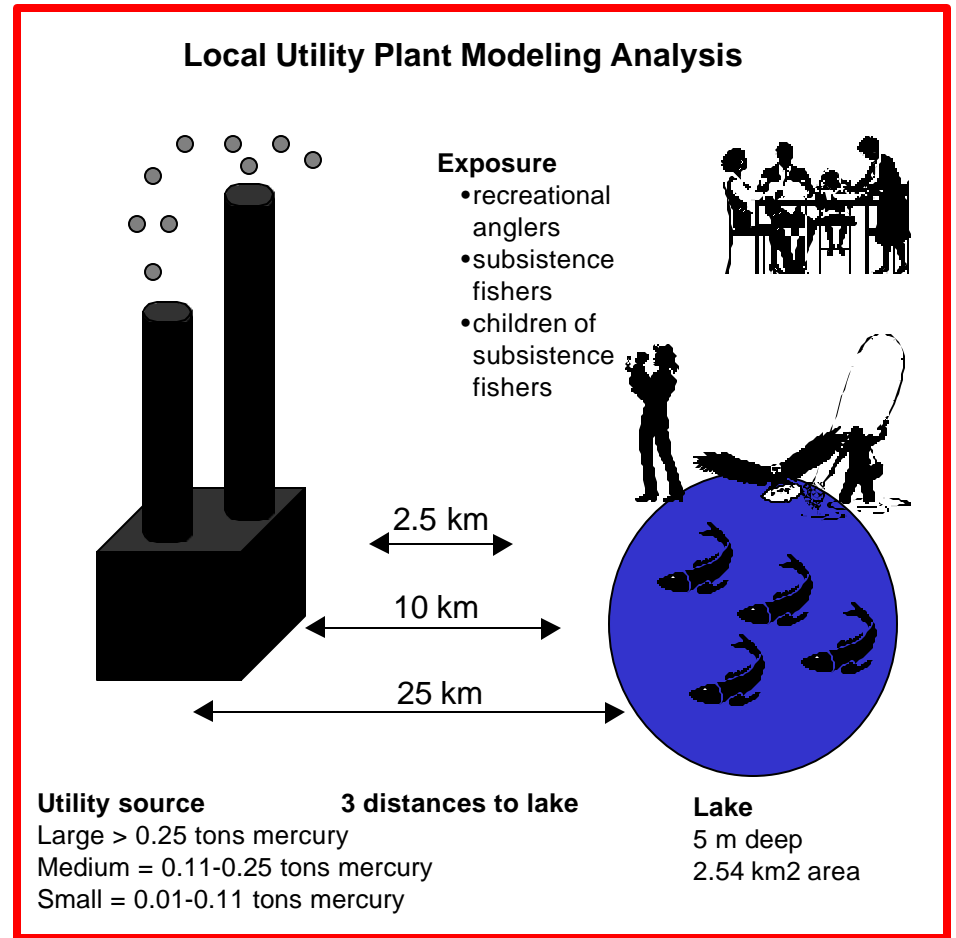 Local Utility Plant Modeling Analysis
Exposure
•recreational
anglers
•subsistence
fishers
•children of
subsistence
fishers
2.5 km
10 km
25 km
Utility source
Large > 0.25 tons mercury
Medium = 0.11-0.25 tons mercury
Small = 0.01-0.11 tons mercury
3 distances to lake
Lake
5 m deep
2.54 km2 area